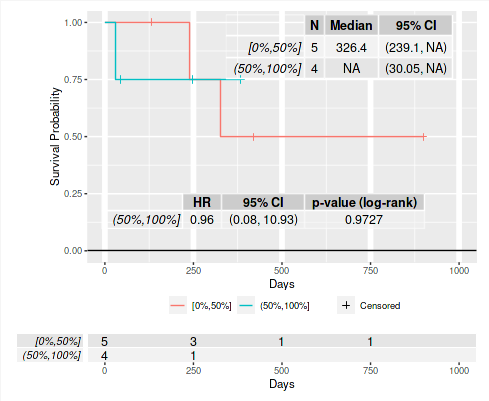 N Median 95% CI
[0%,50%] 5 326.4 (239.1, NA)
(50%,100%] 4 NA (30.05, NA)
1.00
0.75
0.50
0.25
0.00
Survival Probability
HR 95% CI p-value (log-rank)
(50%,100%] 0.96 (0.08, 10.93) 0.9727
0 250 500 750 1000
Days
[0%,50%] (50%,100%] Censored
[0%,50%] 5 3 1 1
(50%,100%] 4 1
0 250 500 750 1000
Days